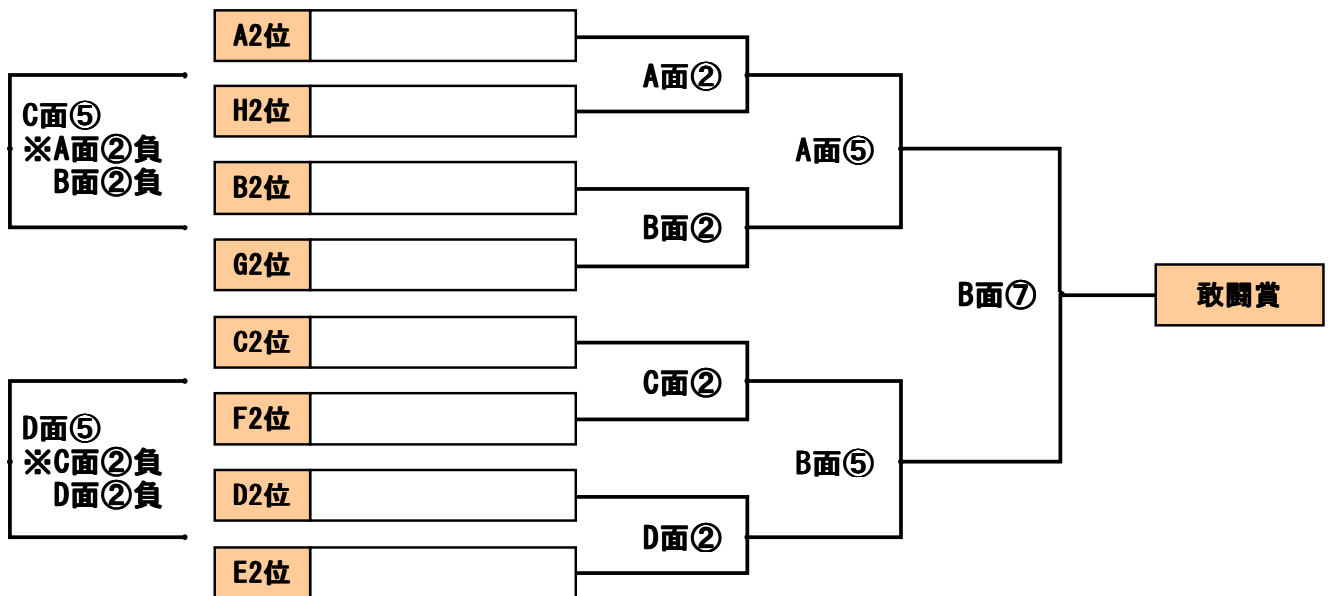 A2位
A面②
C面⑤
※A面②負
B面②負
H2位
A面⑤
B2位
B面②
G2位
B面⑦
敢闘賞
C2位
C面②
D面⑤
※C面②負
D面②負
F2位
B面⑤
D2位
D面②
E2位